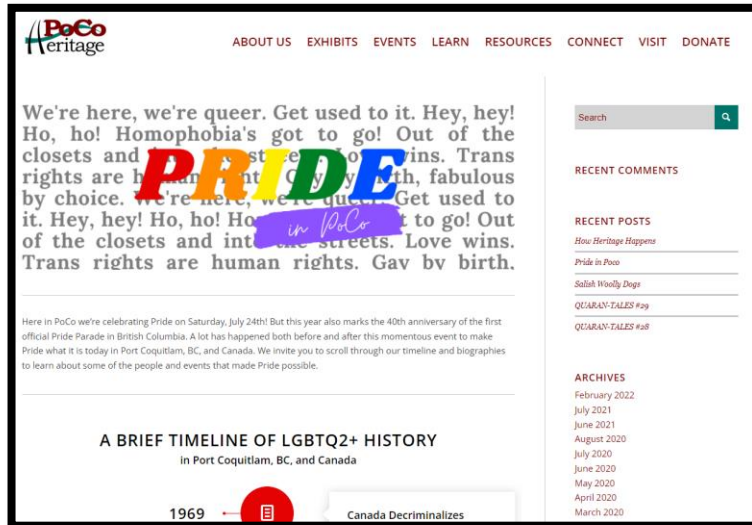 PoCo
Heritage
ABOUT US EXHIBITS EVENTS LEARN RESOURCES CONNECT VISIT DONATE
We're here, we're queer. Get used to it. Hey, hey!
Ho, ho! Homophobia's got to go! Out of the
closets and st Lo ins. Trans
rights are h th, fabulous
by choice. Get used to
it. Hey, hey! Ho, ho! Ho t to go! Out
of the closets and int streets. Love wins.
Trans rights are human rights. Gay by birth.
PRIDE
in PoCo
Here in PoCo we're celebrating Pride on Saturday, July 24th! But this year also marks the 40th anniversary of the first
official Pride Parade in British Columbia. A lot has happened both before and after this momentous event to make
Pride what it is today in Port Coquitlam, BC, and Canada. We invite you to scroll through our timeline and biographies
to learn about some of the people and events that made Pride possible.
A BRIEF TIMELINE OF LGBTQ2+ HISTORY
in Port Coquitlam, BC, and Canada
1969
Canada Decriminalizes
Search
RECENT COMMENTS
RECENT POSTS
How Heritage Happens
Pride in Poco
Salish Woolly Dogs
QUARAN-TALES #29
QUARAN-TALES #28
ARCHIVES
February 2022
July 2021
June 2021
August 2020
July 2020
June 2020
May 2020
April 2020
March 2020